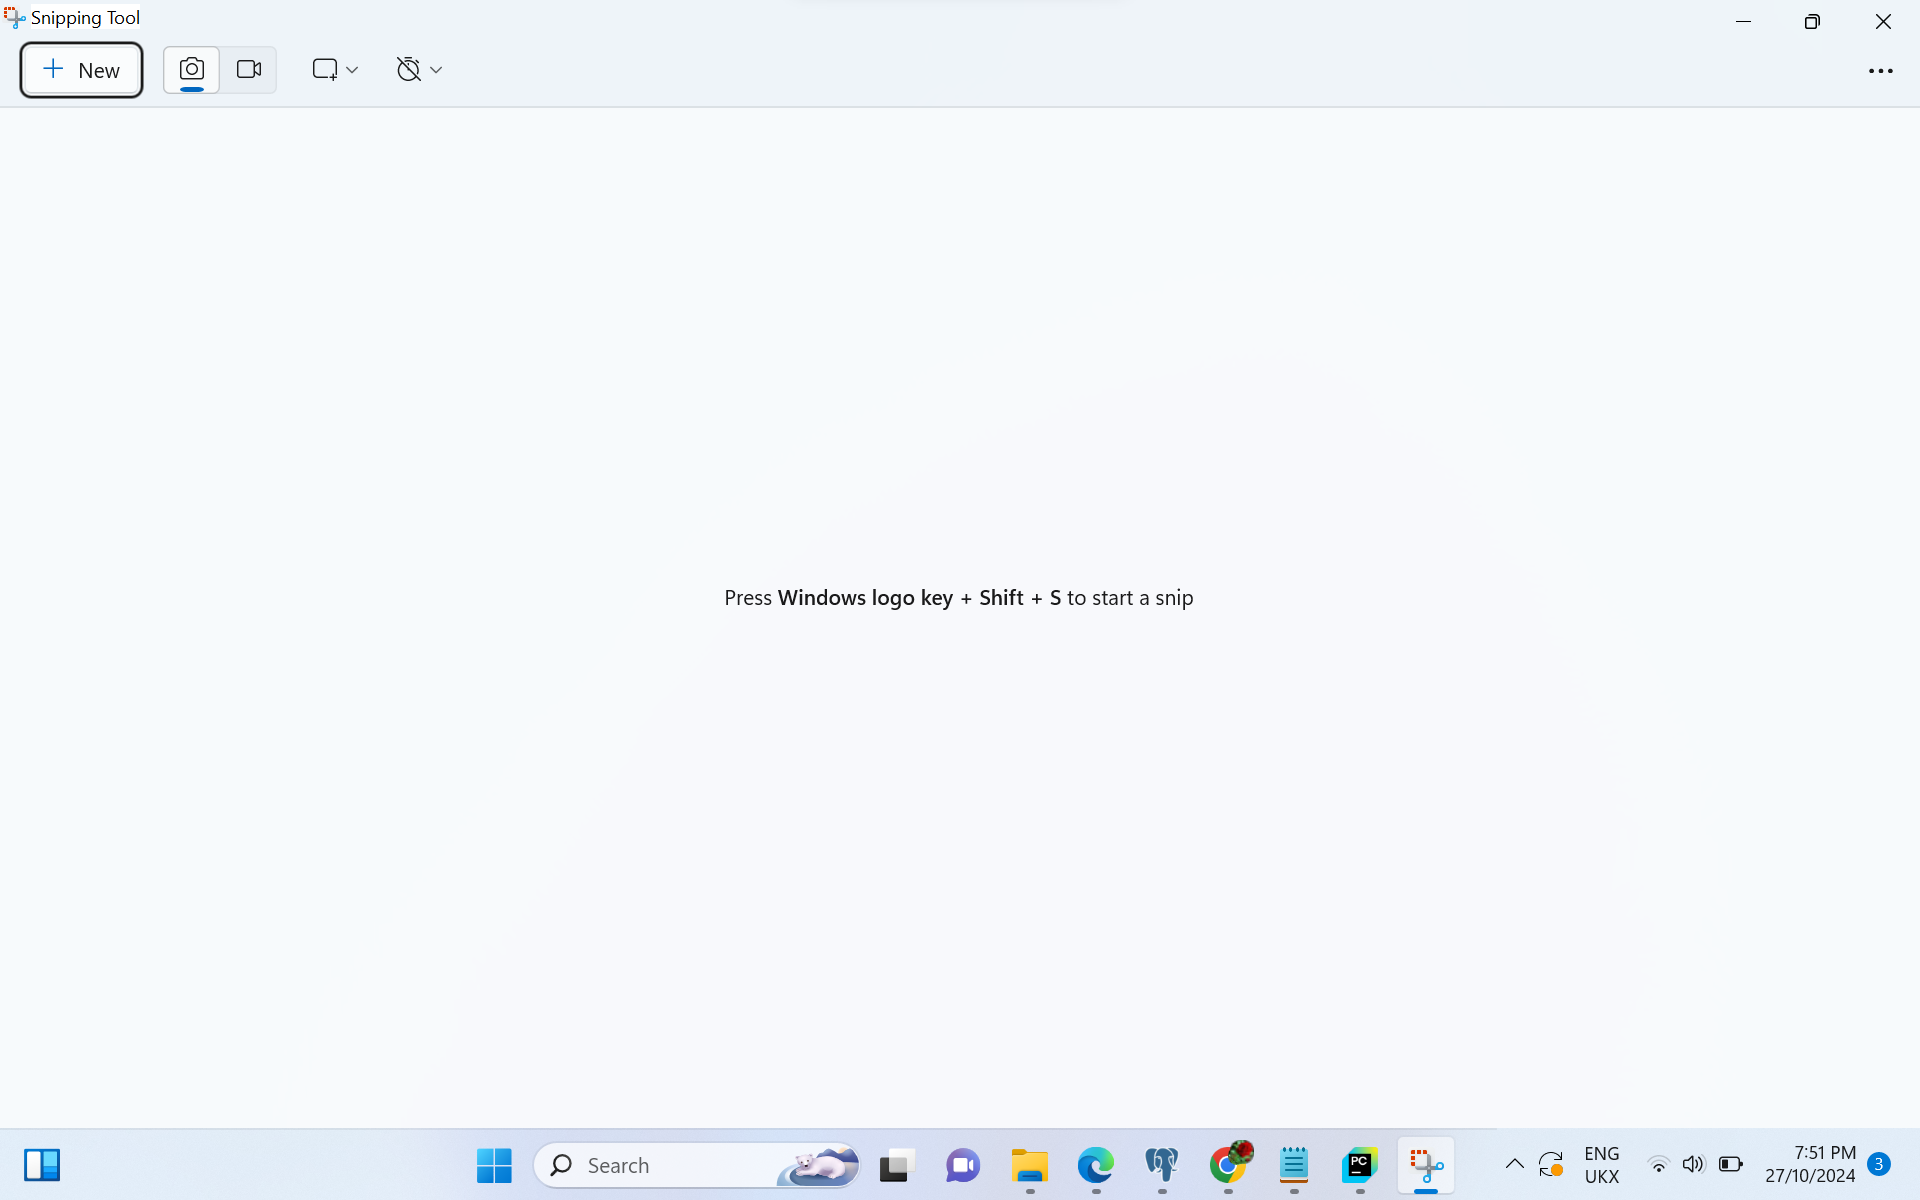 Snipping Tool
New
Press Windows logo key + Shift + S to start a snip
Search
PC
ENG
UKX
7:51 PM
27/10/2024
3